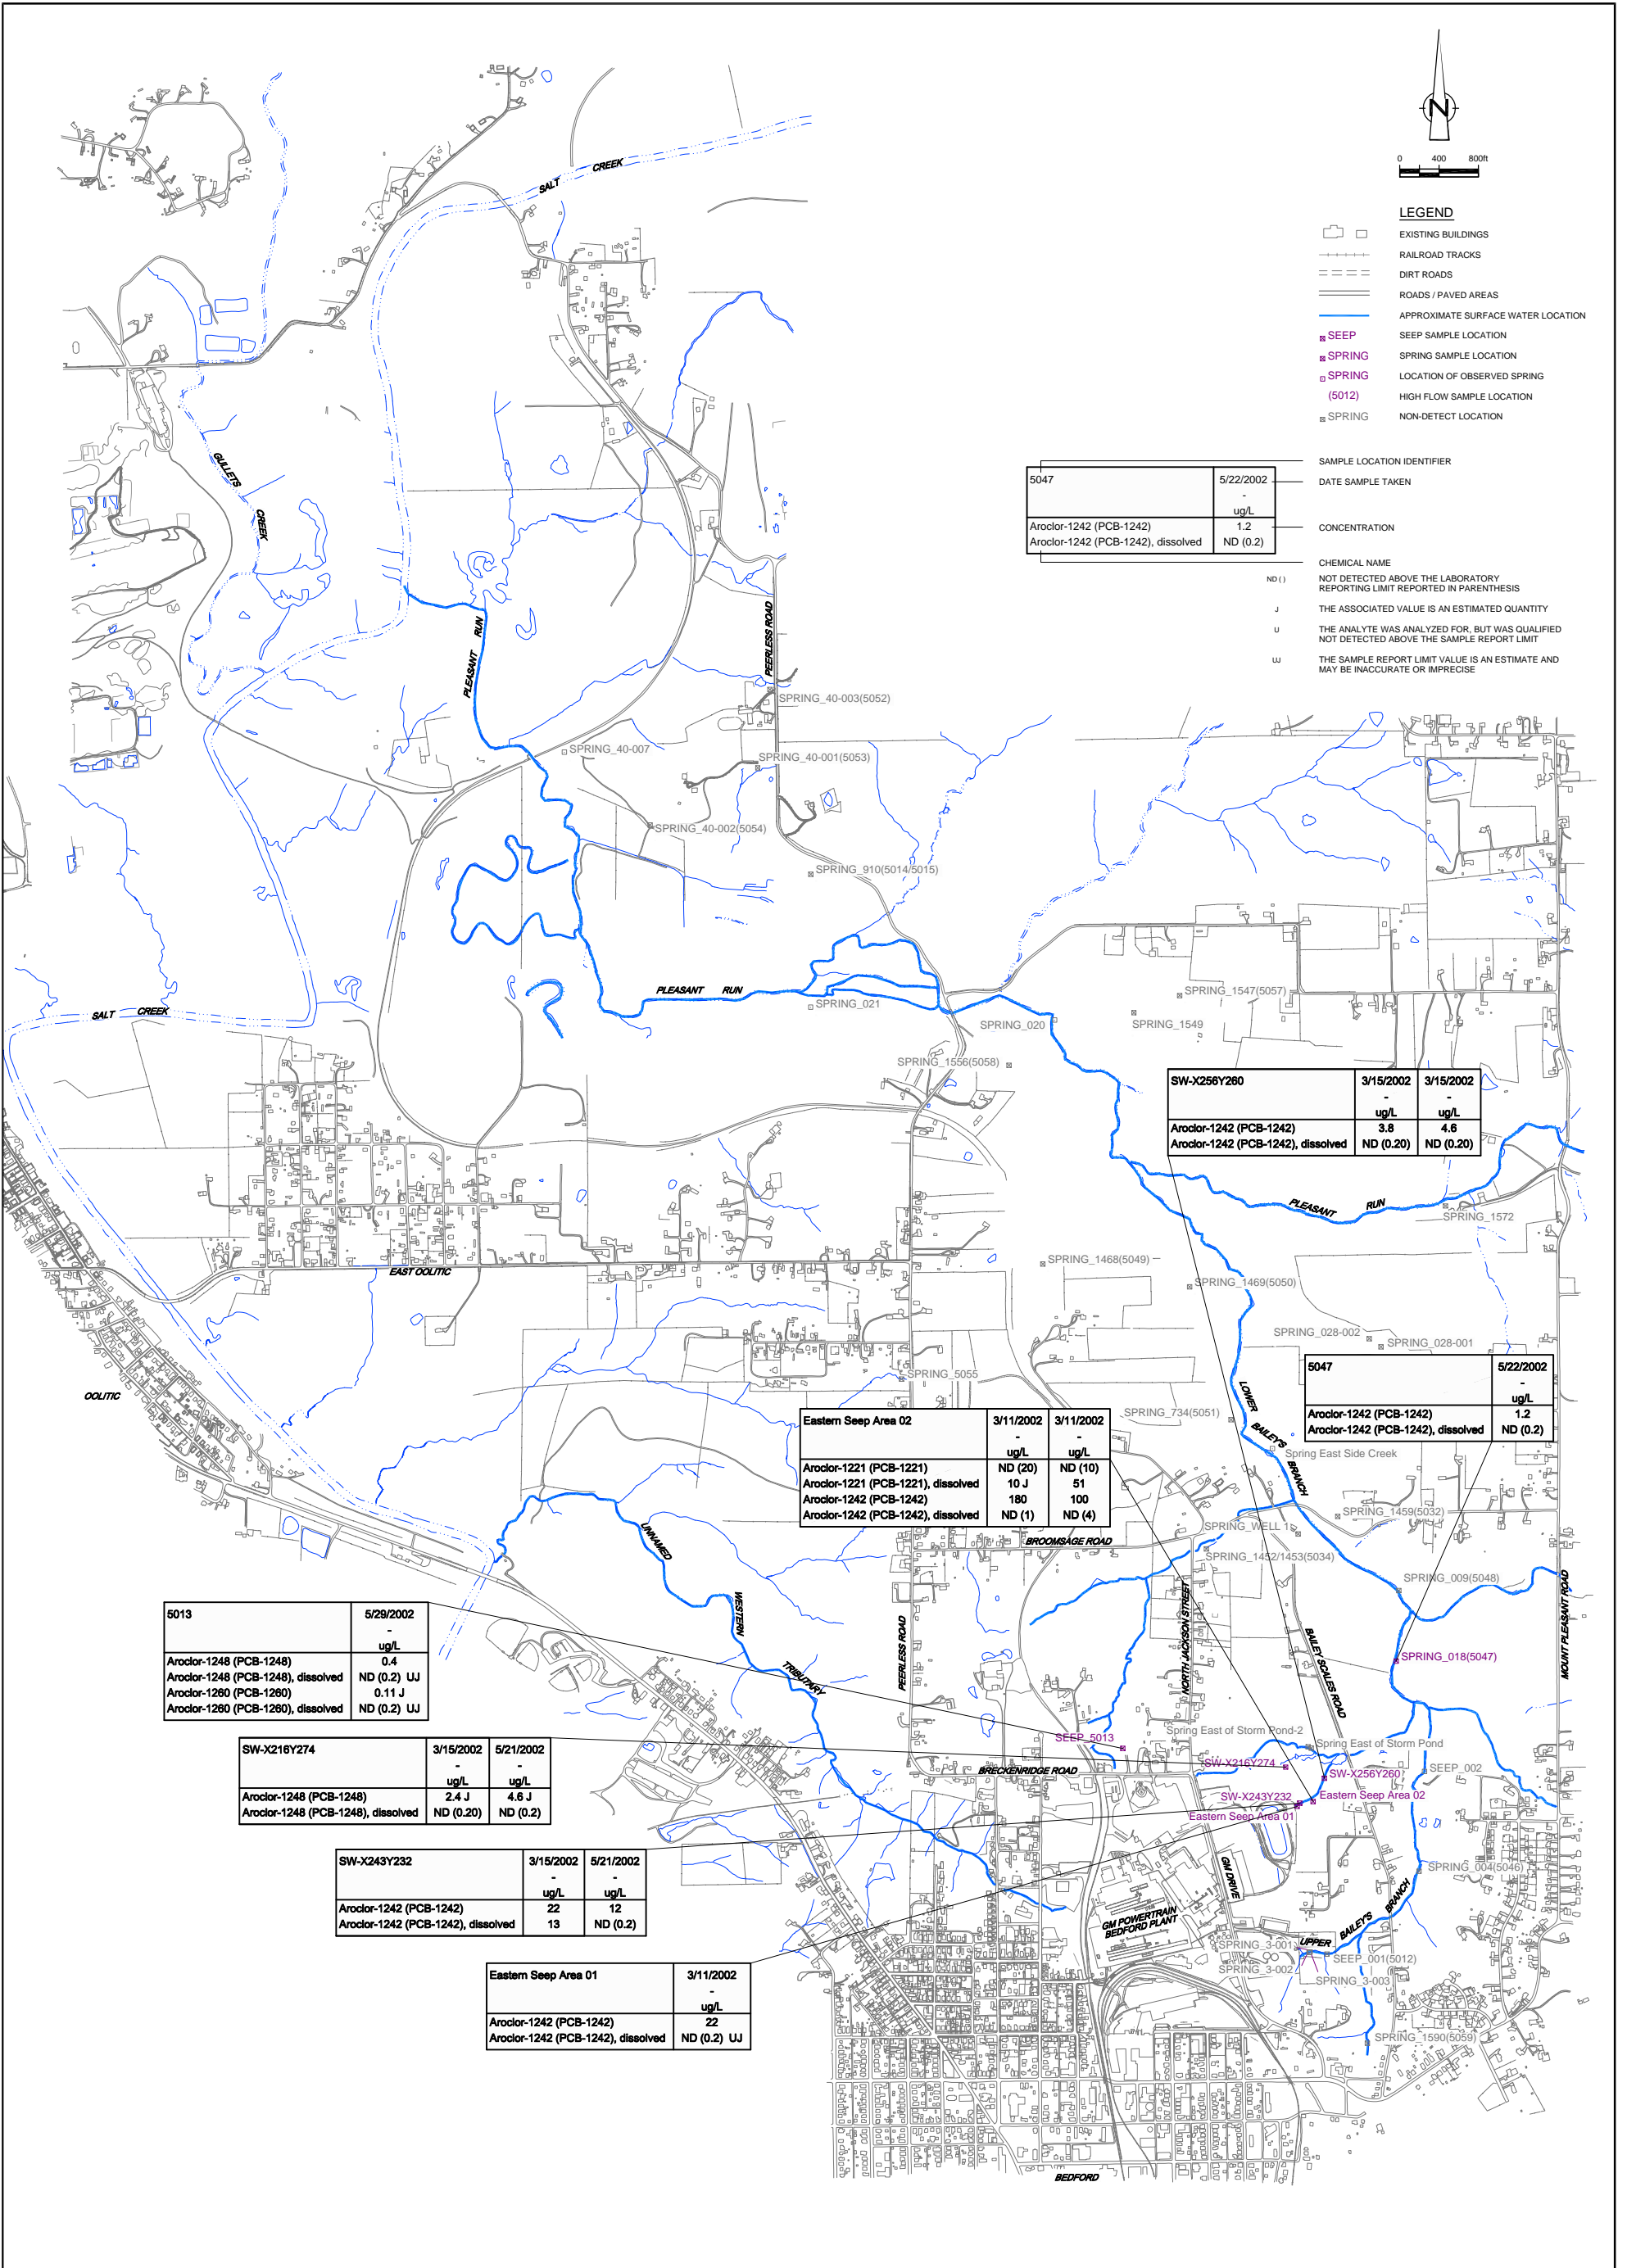 N
0 400 800ft
LEGEND
EXISTING BUILDINGS
RAILROAD TRACKS
DIRT ROADS
ROADS / PAVED AREAS
APPROXIMATE SURFACE WATER LOCATION
SEEP SEEP SAMPLE LOCATION
SPRING SPRING SAMPLE LOCATION
SPRING LOCATION OF OBSERVED SPRING
(5012) HIGH FLOW SAMPLE LOCATION
SPRING NON-DETECT LOCATION
SAMPLE LOCATION IDENTIFIER
5047 5/22/2002 DATE SAMPLE TAKEN
-
ug/L
Aroclor-1242 (PCB-1242) 1.2 CONCENTRATION
Aroclor-1242 (PCB-1242), dissolved ND (0.2)
CHEMICAL NAME
ND ( ) NOT DETECTED ABOVE THE LABORATORY
REPORTING LIMIT REPORTED IN PARENTHESIS
J THE ASSOCIATED VALUE IS AN ESTIMATED QUANTITY
U THE ANALYTE WAS ANALYZED FOR, BUT WAS QUALIFIED
NOT DETECTED ABOVE THE SAMPLE REPORT LIMIT
UJ THE SAMPLE REPORT LIMIT VALUE IS AN ESTIMATE AND
MAY BE INACCURATE OR IMPRECISE
SALT CREEK
GULLETS CREEK
PLEASANT RUN
PEERLESS ROAD
SPRING_40-003(5052)
SPRING_40-007
SPRING_40-001(5053)
SPRING_40-002(5054)
SPRING_910(5014/5015)
PLEASANT RUN
SPRING_021
SPRING_1547(5057)
SPRING_1549
SPRING_020
SALT CREEK
SPRING_1556(5058)
SW-X256Y260 3/15/2002 3/15/2002
- -
ug/L ug/L
Aroclor-1242 (PCB-1242) 3.8 4.6
Aroclor-1242 (PCB-1242), dissolved ND (0.20) ND (0.20)
PLEASANT RUN
SPRING_1572
SPRING_1468(5049)
EAST OOLITIC
SPRING_1469(5050)
SPRING_028-002
SPRING_028-001
5047 5/22/2002
-
ug/L
Aroclor-1242 (PCB-1242) 1.2
Aroclor-1242 (PCB-1242), dissolved ND (0.2)
SPRING_5055
OOLITIC
LOWER BAILEY'S BRANCH
SPRING_734(5051)
Eastern Seep Area 02 3/11/2002 3/11/2002
- -
ug/L ug/L
Aroclor-1221 (PCB-1221) ND (20) ND (10)
Aroclor-1221 (PCB-1221), dissolved 10 J 51
Aroclor-1242 (PCB-1242) 180 100
Aroclor-1242 (PCB-1242), dissolved ND (1) ND (4)
Spring East Side Creek
SPRING_1459(5032)
SPRING_WELL 1
BROOMSAGE ROAD
SPRING_1452/1453(5034)
UNNAMED WESTERN TRIBUTARY
SPRING_009(5048)
NORTH JACKSON STREET
MOUNT PLEASANT ROAD
PEERLESS ROAD
BAILEY SCALES ROAD
SPRING_018(5047)
5013 5/29/2002
-
ug/L
Aroclor-1248 (PCB-1248) 0.4
Aroclor-1248 (PCB-1248), dissolved ND (0.2) UJ
Aroclor-1260 (PCB-1260) 0.11 J
Aroclor-1260 (PCB-1260), dissolved ND (0.2) UJ
Spring East of Storm Pond-2
SEEP_5013
Spring East of Storm Pond
SW-X216Y274
BRECKENRIDGE ROAD
SEEP_002
SW-X256Y260
SW-X216Y274 3/15/2002 5/21/2002
- -
ug/L ug/L
Aroclor-1248 (PCB-1248) 2.4 J 4.6 J
Aroclor-1248 (PCB-1248), dissolved ND (0.20) ND (0.2)
SW-X243Y232
Eastern Seep Area 02
Eastern Seep Area 01
SW-X243Y232 3/15/2002 5/21/2002
- -
ug/L ug/L
Aroclor-1242 (PCB-1242) 22 12
Aroclor-1242 (PCB-1242), dissolved 13 ND (0.2)
GM DRIVE
SPRING_004(5046)
GM POWERTRAIN
BEDFORD PLANT
UPPER BAILEY'S BRANCH
SPRING_3-001
SEEP_001(5012)
SPRING_3-002
SPRING_3-003
Eastern Seep Area 01 3/11/2002
-
ug/L
Aroclor-1242 (PCB-1242) 22
Aroclor-1242 (PCB-1242), dissolved ND (0.2) UJ
SPRING_1590(5059)
BEDFORD